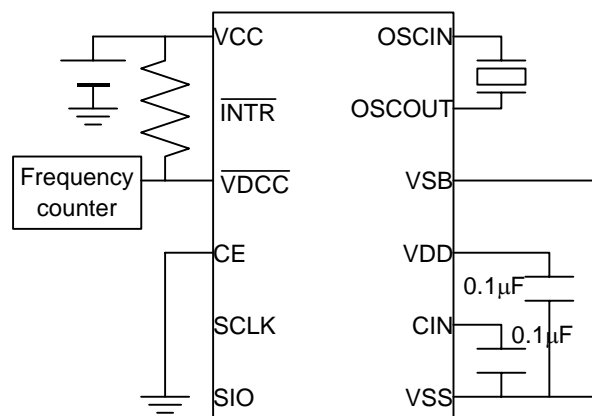 VCC
OSCIN
INTR
OSCOUT
Frequency
counter
VDCC
VSB
CE
VDD
0.1μF
SCLK
CIN
0.1μF
SIO
VSS